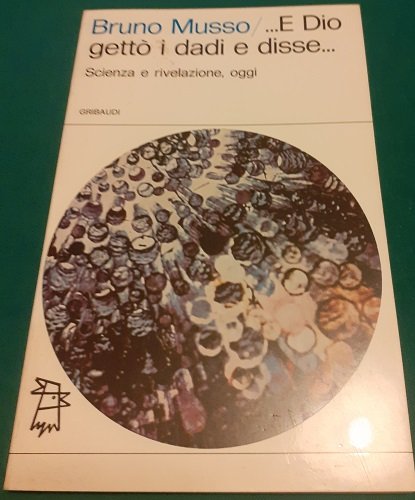 Bruno Musso/...E Dio
gettò i dadi e disse...
Scienza e rivelazione, oggi
GRIBAUDI